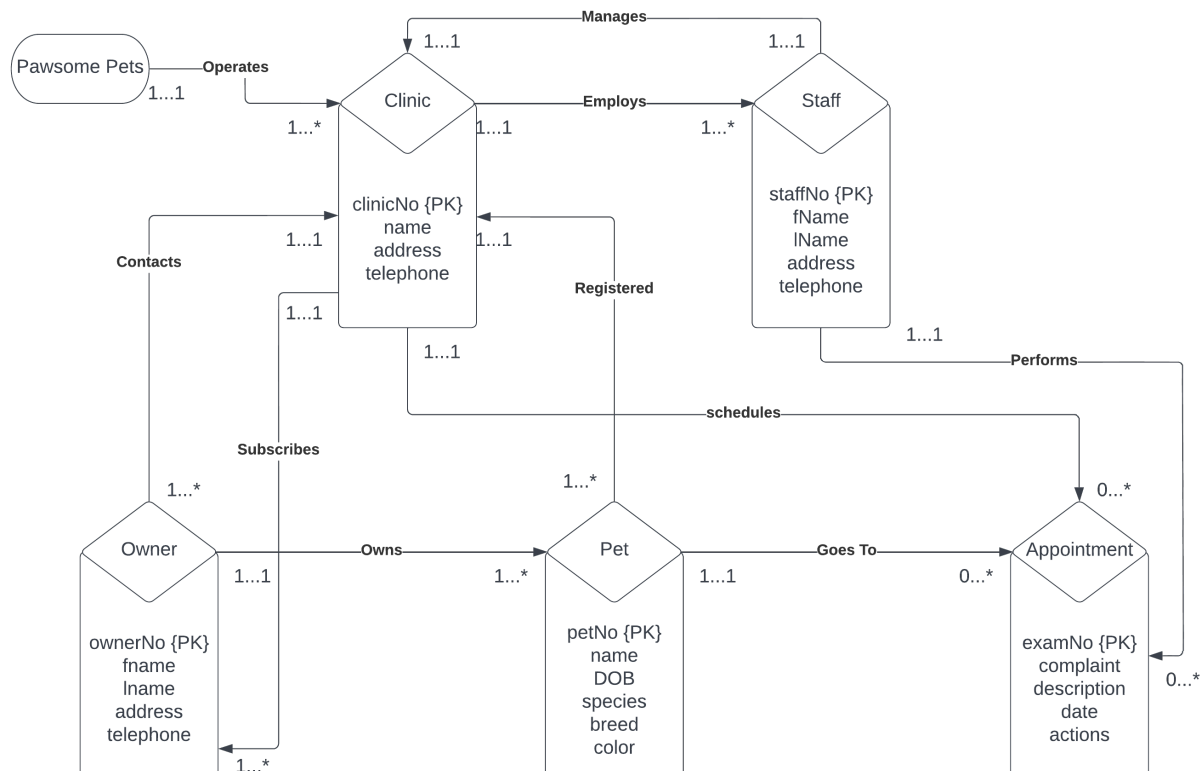 Manages
1...1
1...1
Pawsome Pets
Operates
1...1
Clinic
Employs
Staff
1...*
1...1
1...*
clinicNo {PK}
name
address
telephone
staffNo {PK}
fName
lName
address
telephone
1...1
1...1
Contacts
Registered
1...1
1...1
1...1
Performs
schedules
Subscribes
1...*
1...*
0...*
Owner
Owns
Pet
Goes To
Appointment
1...1
1...*
1...1
0...*
ownerNo {PK}
fname
lname
address
telephone
petNo {PK}
name
DOB
species
breed
color
examNo {PK}
complaint
description
date
actions
0...*
1...*